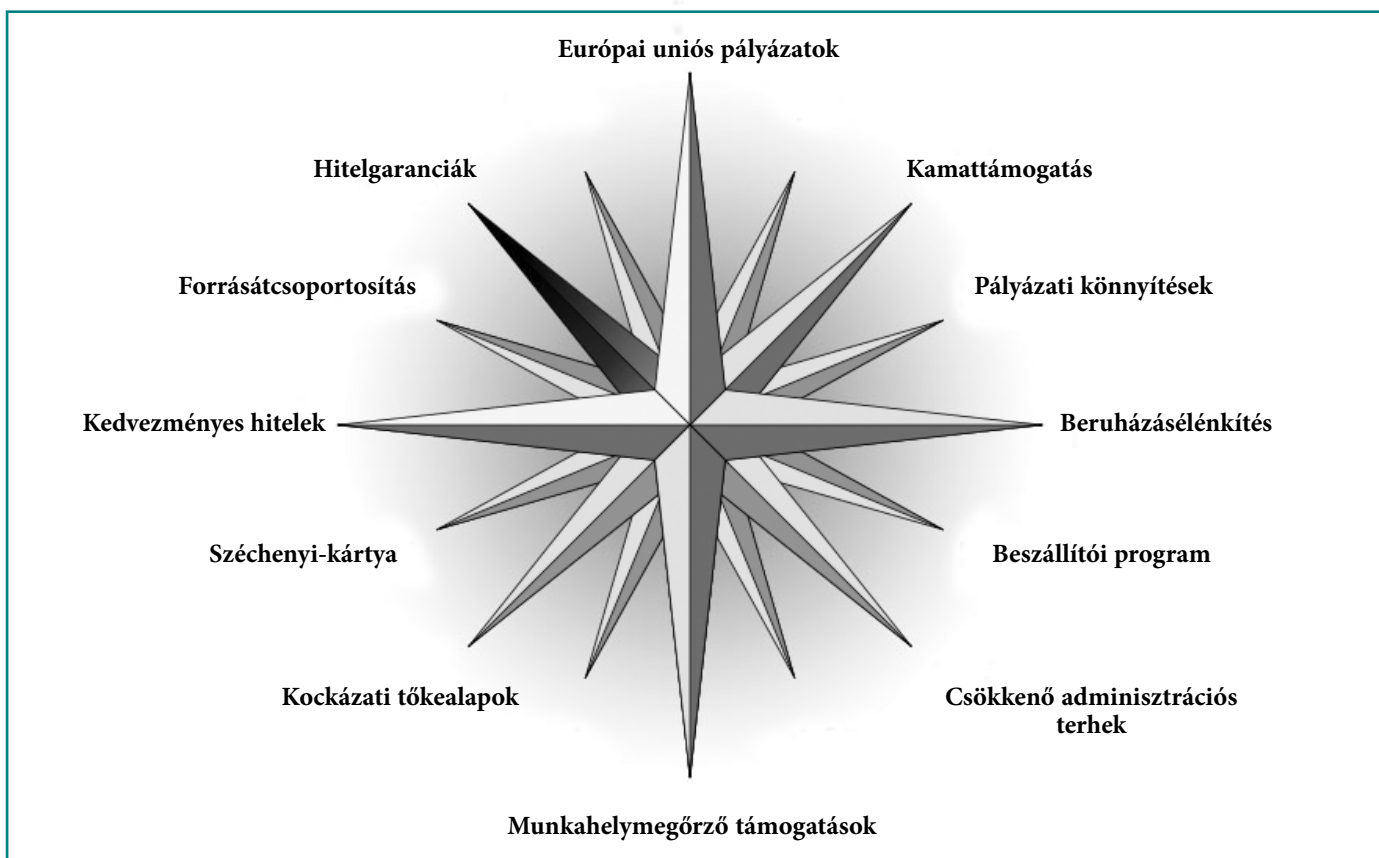 Európai uniós pályázatok
Hitelgaranciák
Kamattámogatás
Forrásátcsoportosítás
Pályázati könnyítések
Kedvezményes hitelek
Beruházásélénkítés
Széchenyi-kártya
Beszállítói program
Kockázati tőkealapok
Csökkenő adminisztrációs
terhek
Munkahelymegőrző támogatások